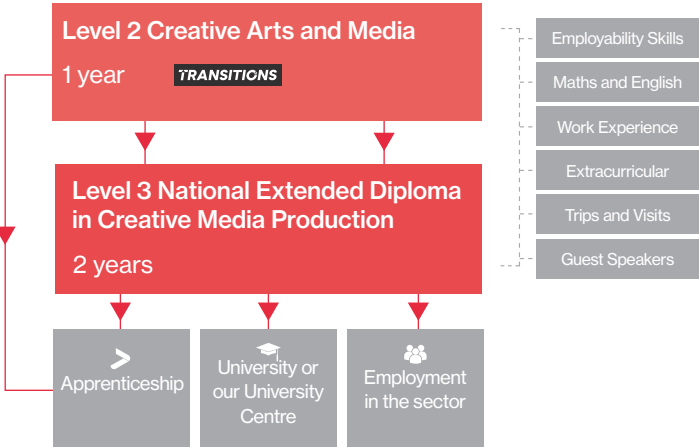 Level 2 Creative Arts and Media
1 year
TRANSITIONS
Level 3 National Extended Diploma
in Creative Media Production
2 years
Apprenticeship
University or
our University
Centre
Employment
in the sector
Employability Skills
Maths and English
Work Experience
Extracurricular
Trips and Visits
Guest Speakers